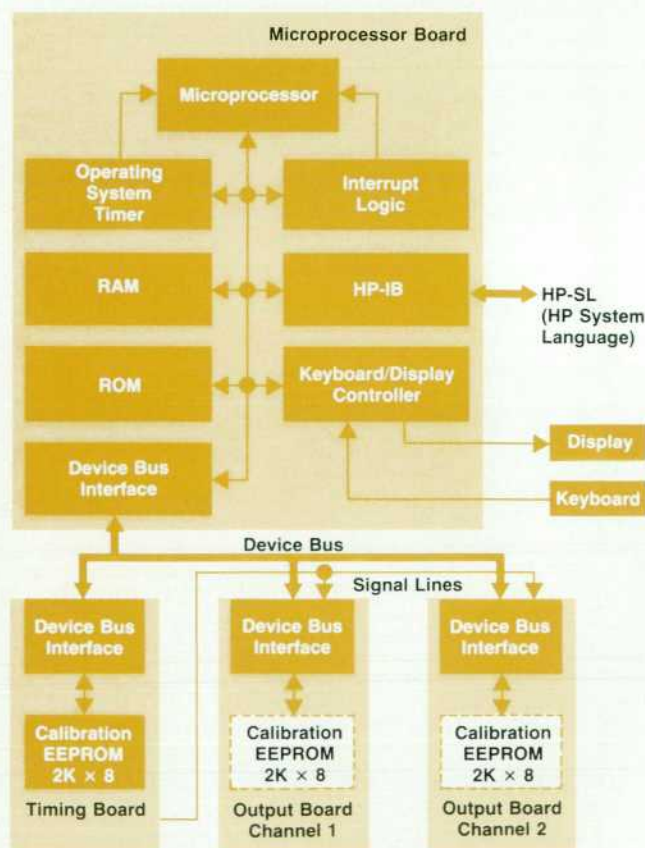 Microprocessor Board
Microprocessor
Operating
System
Timer
Interrupt
Logic
RAM
HP-IB
HP-SL
(HP System
Language)
ROM
Keyboard/Display
Controller
Display
Device Bus
Interface
Keyboard
Device Bus
Signal Lines
Device Bus
Interface
Device Bus
Interface
Device Bus
Interface
Calibration
EEPROM
2K × 8
Calibration
EEPROM
2K × 8
Calibration
EEPROM
2K × 8
Timing Board
Output Board
Channel 1
Output Board
Channel 2